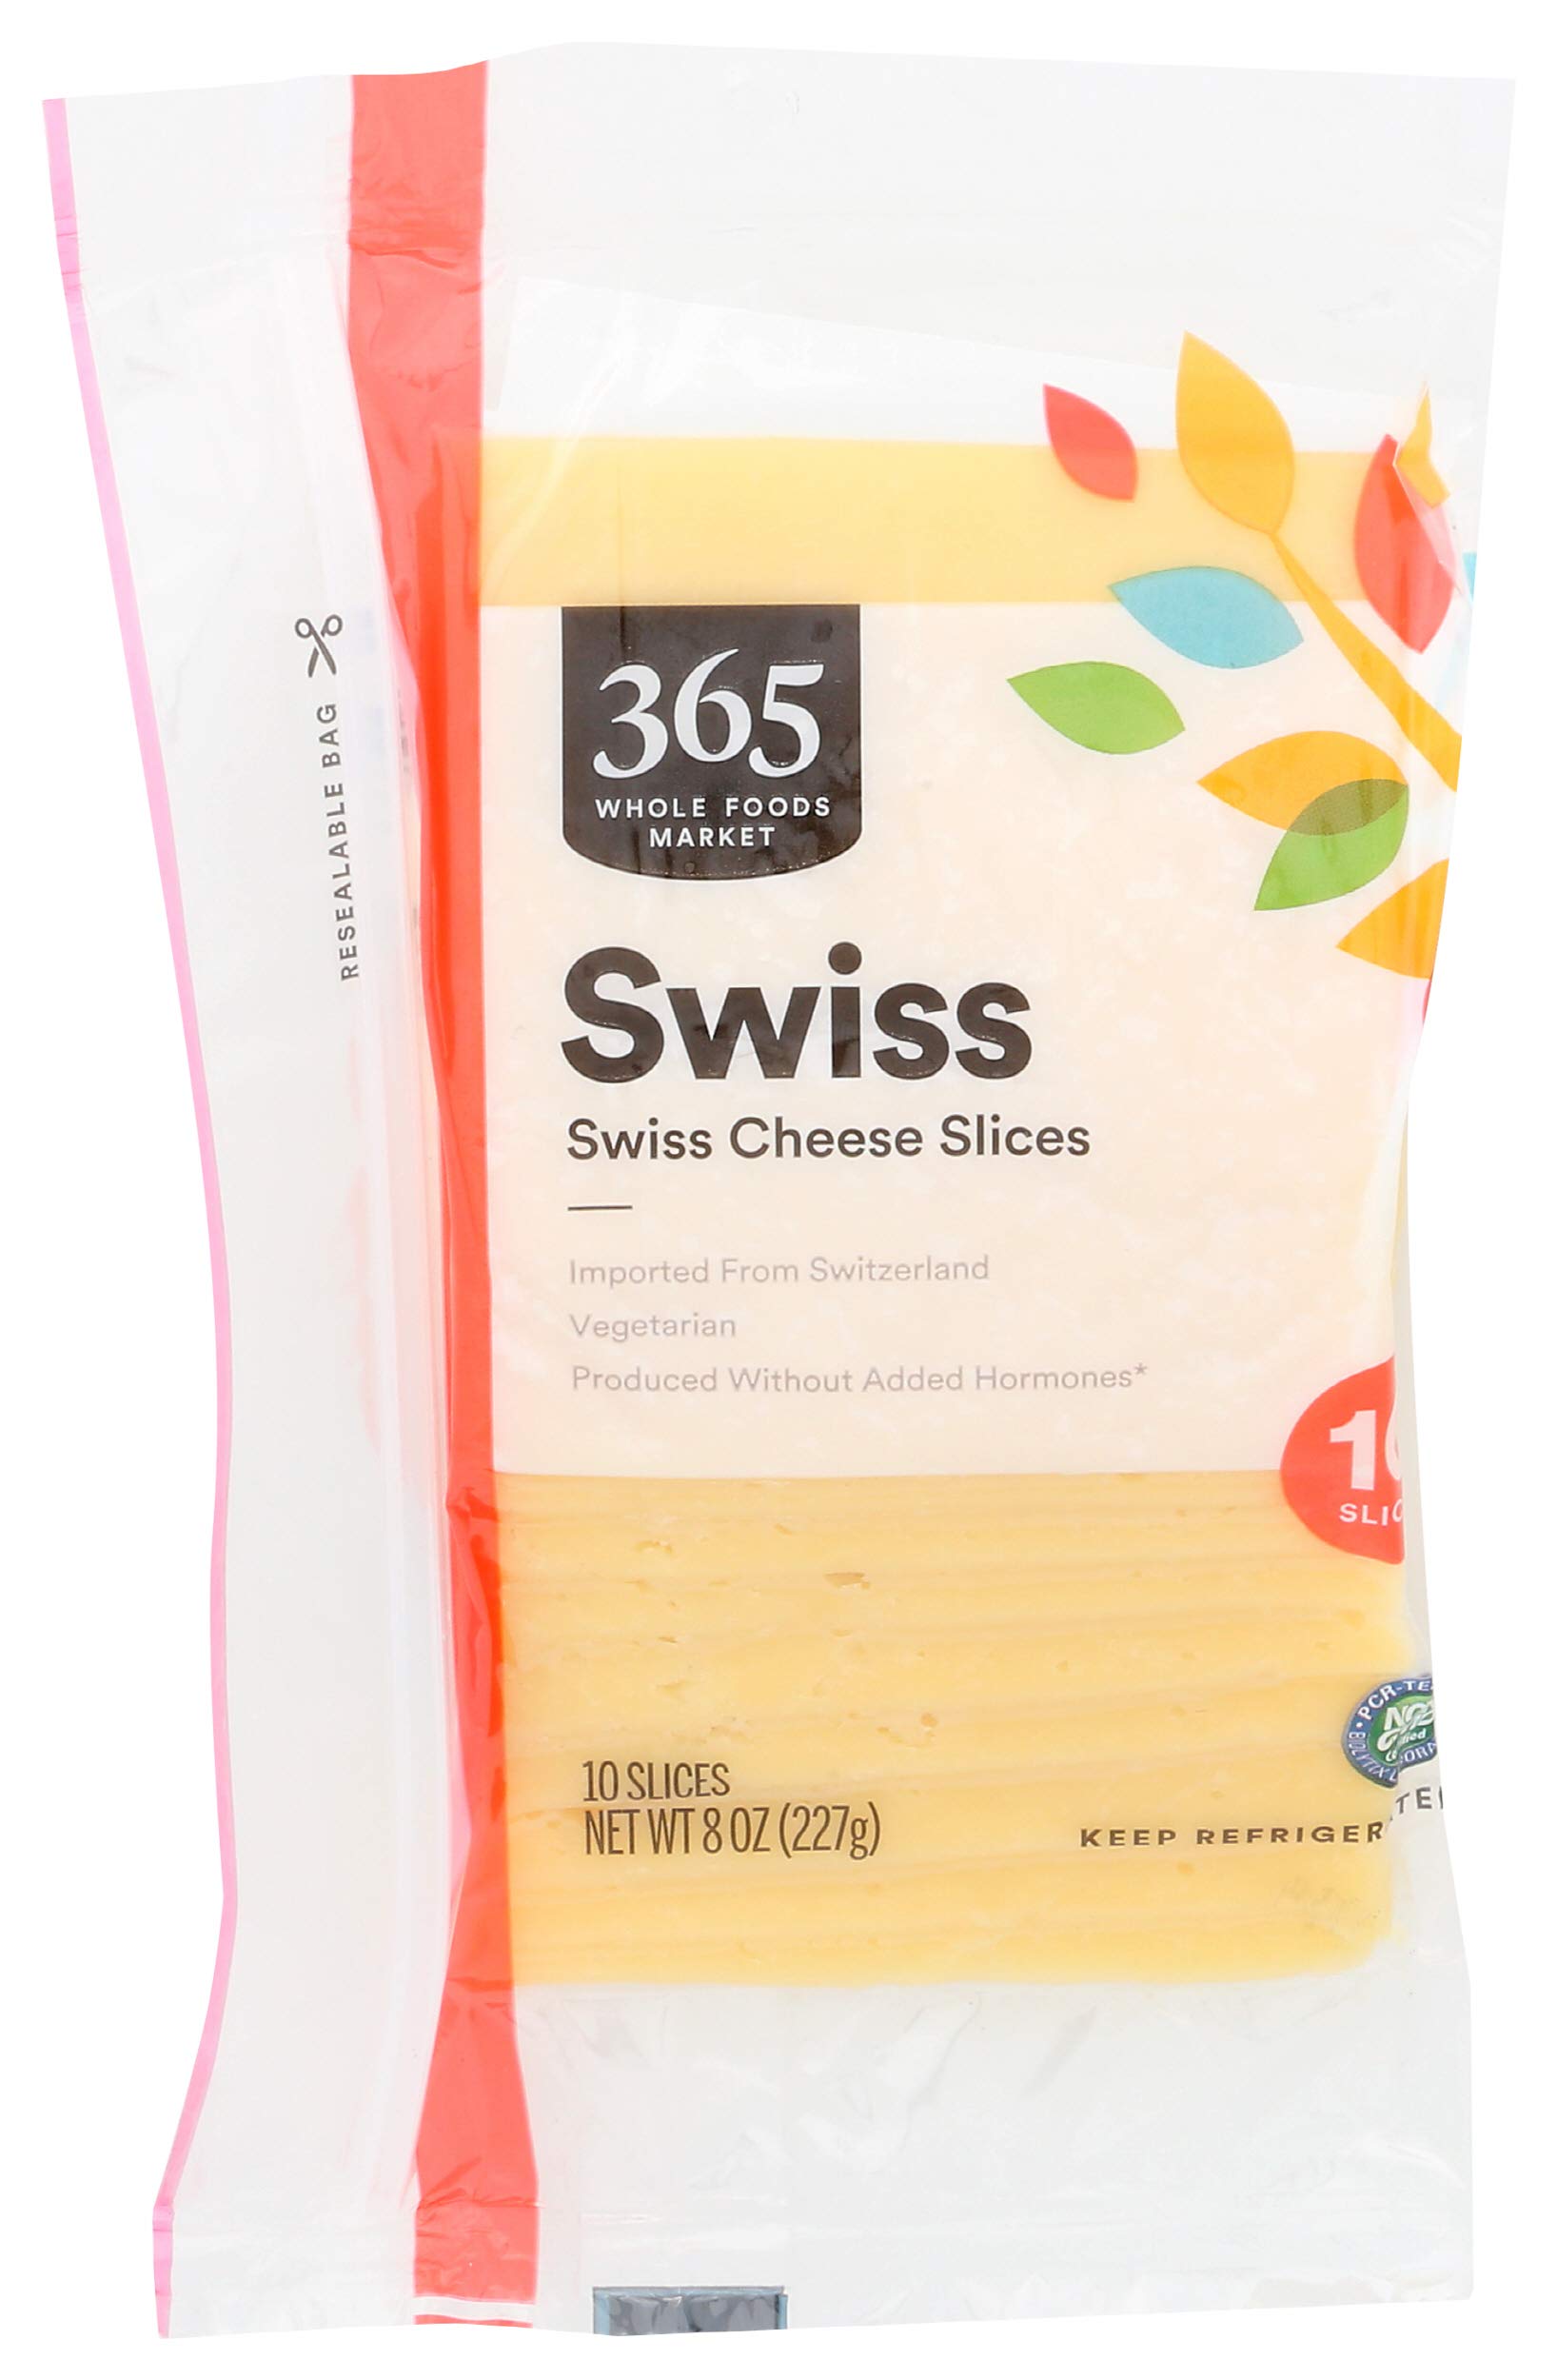 RESEALABLE BAG
365
WHOLE FOODS
MARKET
Swiss
Swiss Cheese Slices
Imported From Switzerland
Vegetarian
Produced Without Added Hormones*
10 SLICES
NET WT 8 OZ (227g)
KEEP